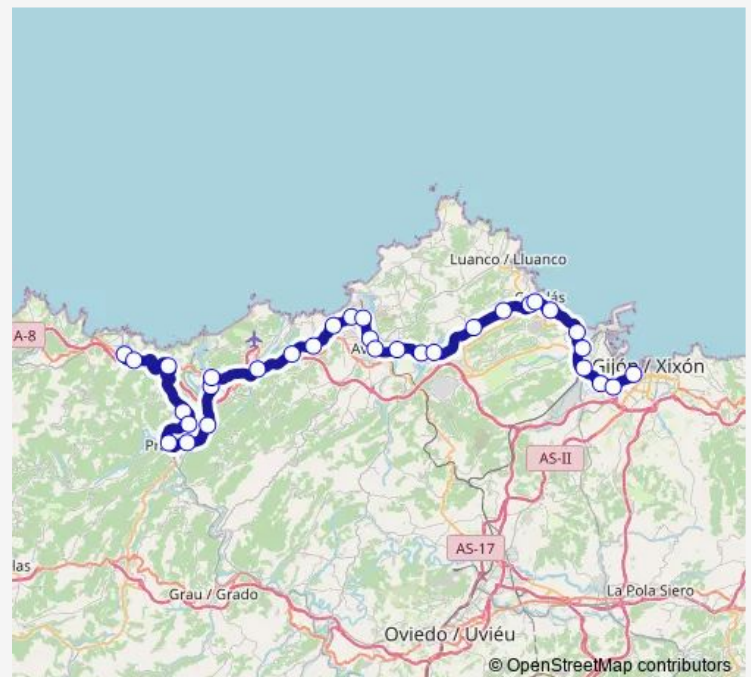 Luanco / Lluanco
A-8
Gijón / Xixón
AS-II
AS-17
Grau / Grado
La Pola Siero
Oviedo / Uviéu
© OpenStreetMap contributors